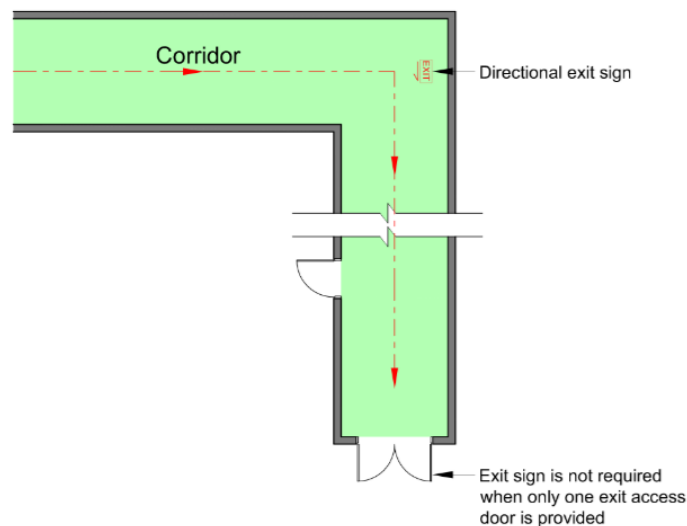 Corridor
EXIT
Directional exit sign
Exit sign is not required
when only one exit access
door is provided